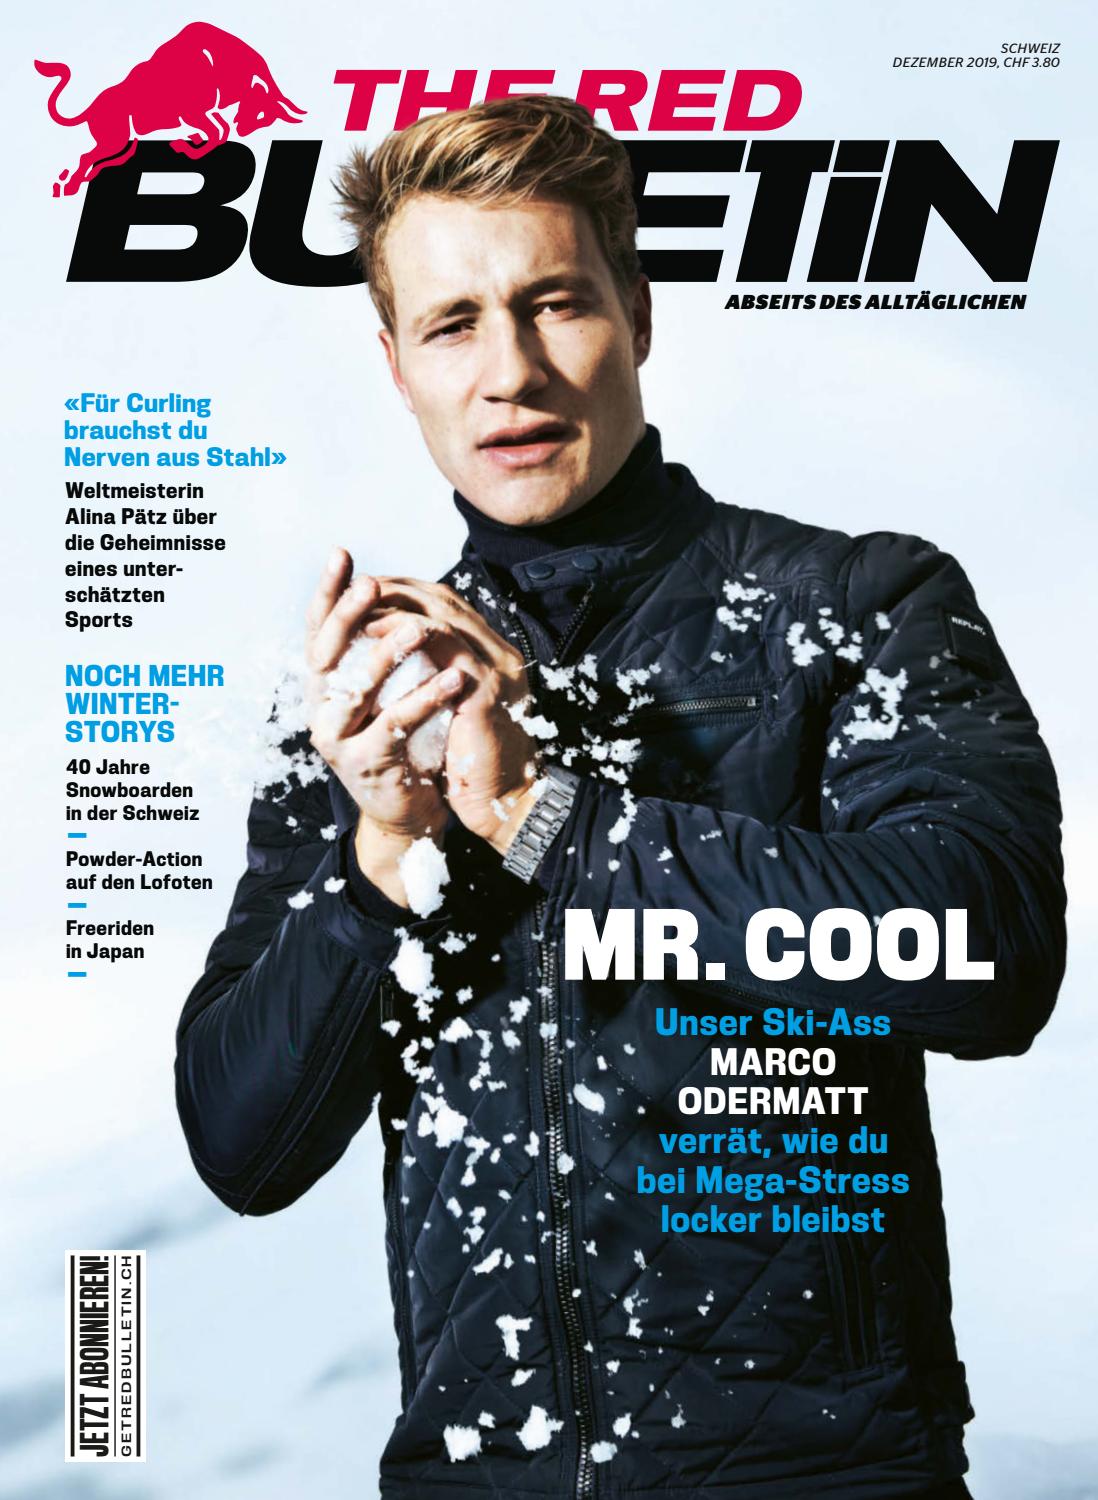 SCHWEIZ
DEZEMBER 2019, CHF 3.80
THE RED
BULLETIN
ABSEITS DES ALLTÄGLICHEN
«Für Curling
brauchst du
Nerven aus Stahl»
Weltmeisterin
Alina Pätz über
die Geheimnisse
eines unter-
schätzten
Sports
NOCH MEHR
WINTER-
STORYS
40 Jahre
Snowboarden
in der Schweiz
Powder-Action
auf den Lofoten
Freeriden
in Japan
REPLAY
MR. COOL
Unser Ski-Ass
MARCO
ODERMATT
verrät, wie du
bei Mega-Stress
locker bleibst
JETZT ABONNIEREN!
GETREDBULLETIN.CH